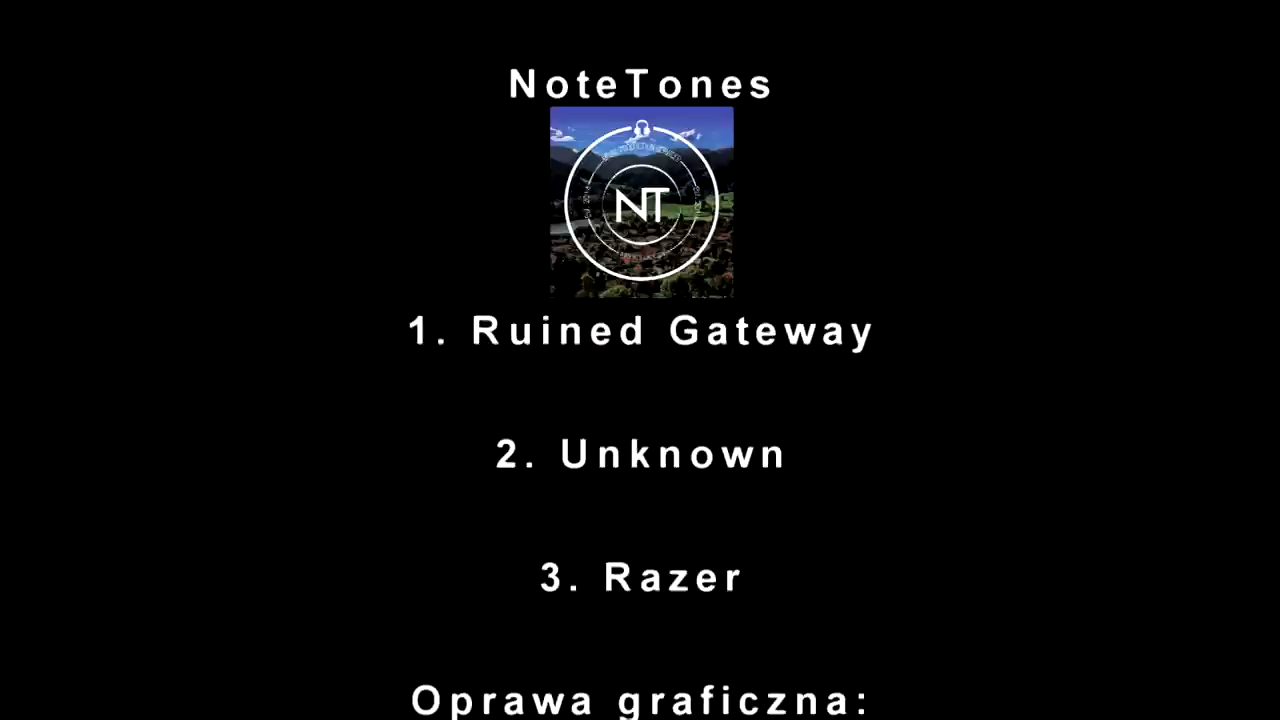 NoteTones
NT
1. Ruined Gateway
2. Unknown
3. Razer
Oprawa graficzna: